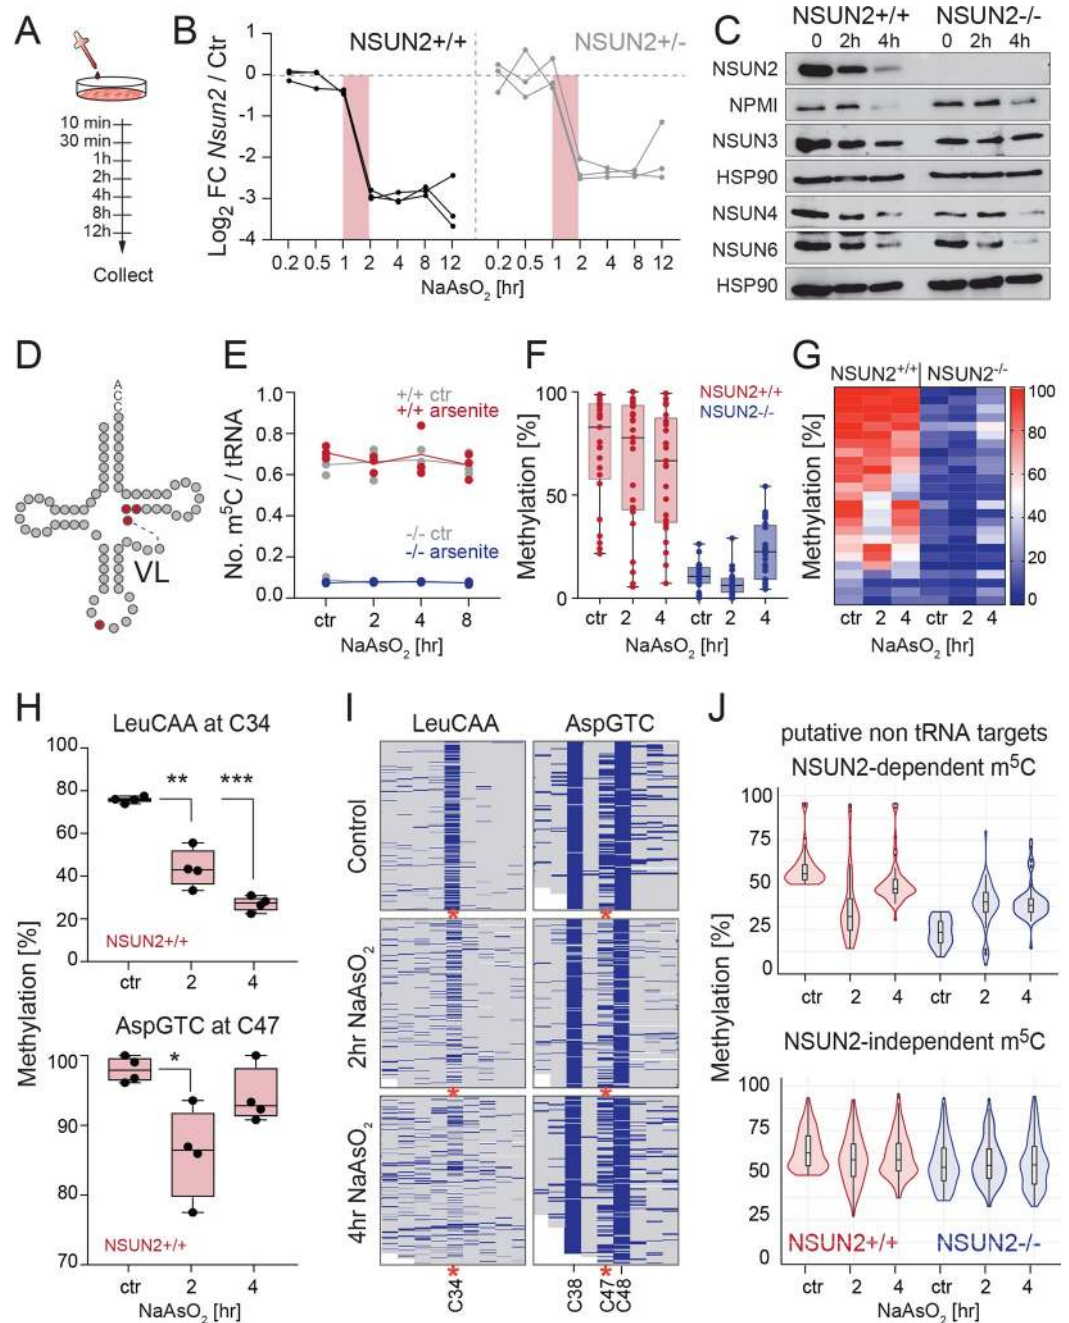 A
10 min
30 min
1h
2h
4h
8h
12h
Collect
B
NSUN2+/+
NSUN2+/-
Log2 FC Nsun2 / Ctr
1
0
-1
-2
-3
-4
0.2 0.5 1 2 4 8 12
0.2 0.5 1 2 4 8 12
NaAsO2 [hr]
C
NSUN2+/+ NSUN2-/-
0 2h 4h 0 2h 4h
NSUN2
NPMI
NSUN3
HSP90
NSUN4
NSUN6
HSP90
D
A
C
C
VL
E
No. m5C / tRNA
1.0
0.8
0.6
0.4
0.2
0.0
+/+ ctr
+/+ arsenite
-/- ctr
-/- arsenite
ctr 2 4 8
NaAsO2 [hr]
F
Methylation [%]
100
50
0
NSUN2+/+
NSUN2-/-
ctr 2 4 ctr 2 4
NaAsO2 [hr]
G
NSUN2+/+ NSUN2-/-
Methylation [%]
100
80
60
40
20
0
ctr 2 4 ctr 2 4
NaAsO2 [hr]
H
LeuCAA at C34
Methylation [%]
100
80
60
40
20
0
** ***
NSUN2+/+
ctr 2 4
AspGTC at C47
100
90
80
70
*
NSUN2+/+
ctr 2 4
NaAsO2 [hr]
I
LeuCAA AspGTC
Control
* *
2hr NaAsO2
* *
4hr NaAsO2
* *
C34 C38 C47 C48
J
putative non tRNA targets
NSUN2-dependent m5C
Methylation [%]
100
75
50
25
0
ctr 2 4 ctr 2 4
NSUN2-independent m5C
100
75
50
25
0
NSUN2+/+ NSUN2-/-
ctr 2 4 ctr 2 4
NaAsO2 [hr]